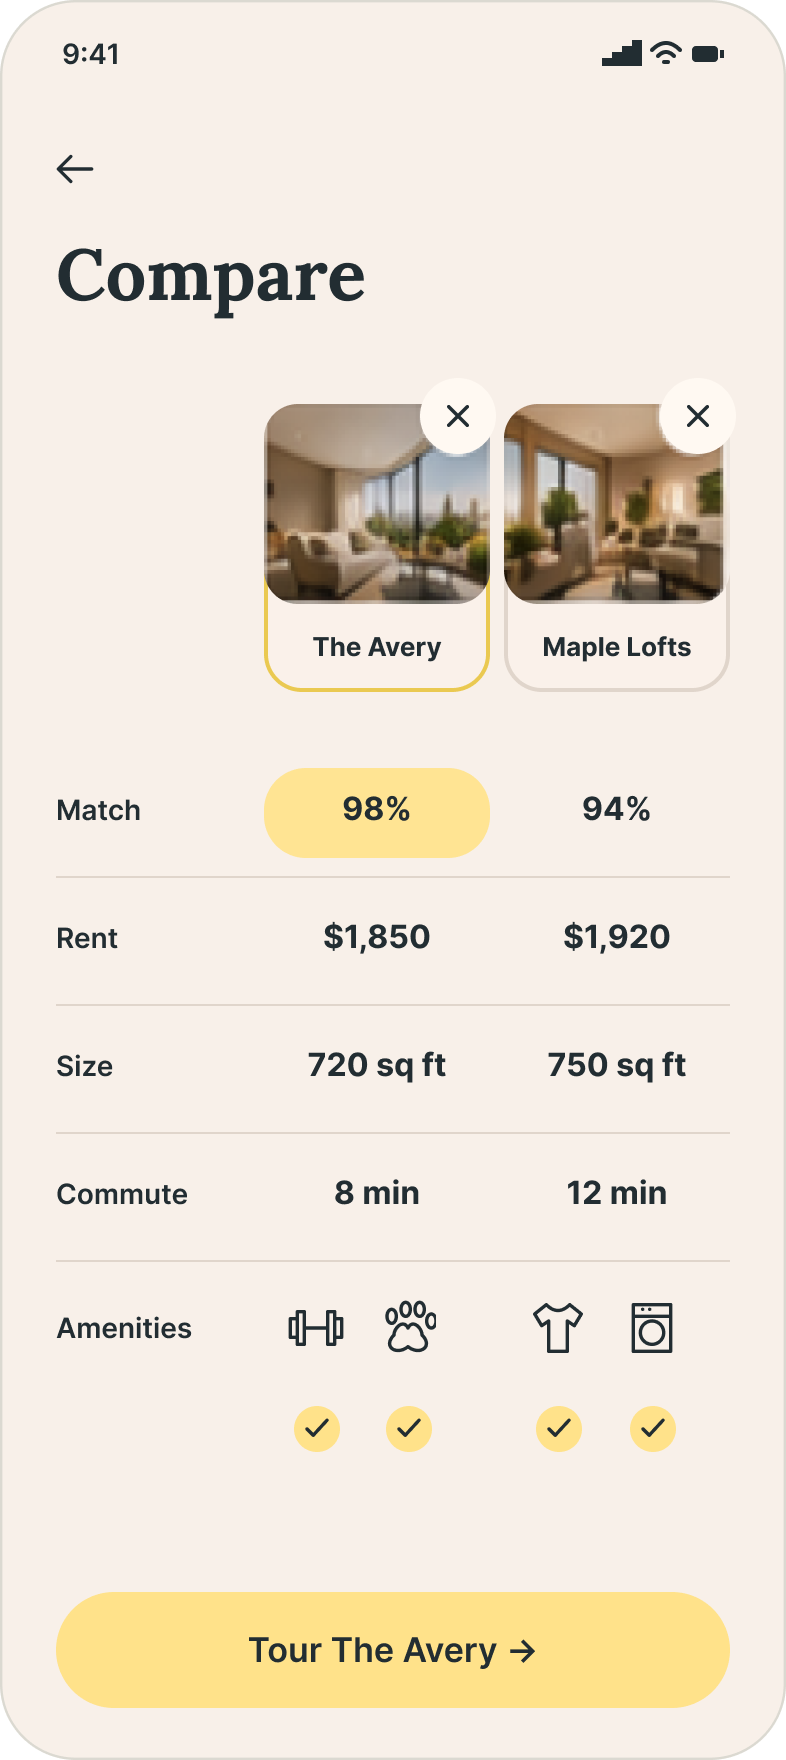 9:41
Compare
The Avery
Maple Lofts
Match 98% 94%
Rent $1,850 $1,920
Size 720 sq ft 750 sq ft
Commute 8 min 12 min
Amenities
Tour The Avery →